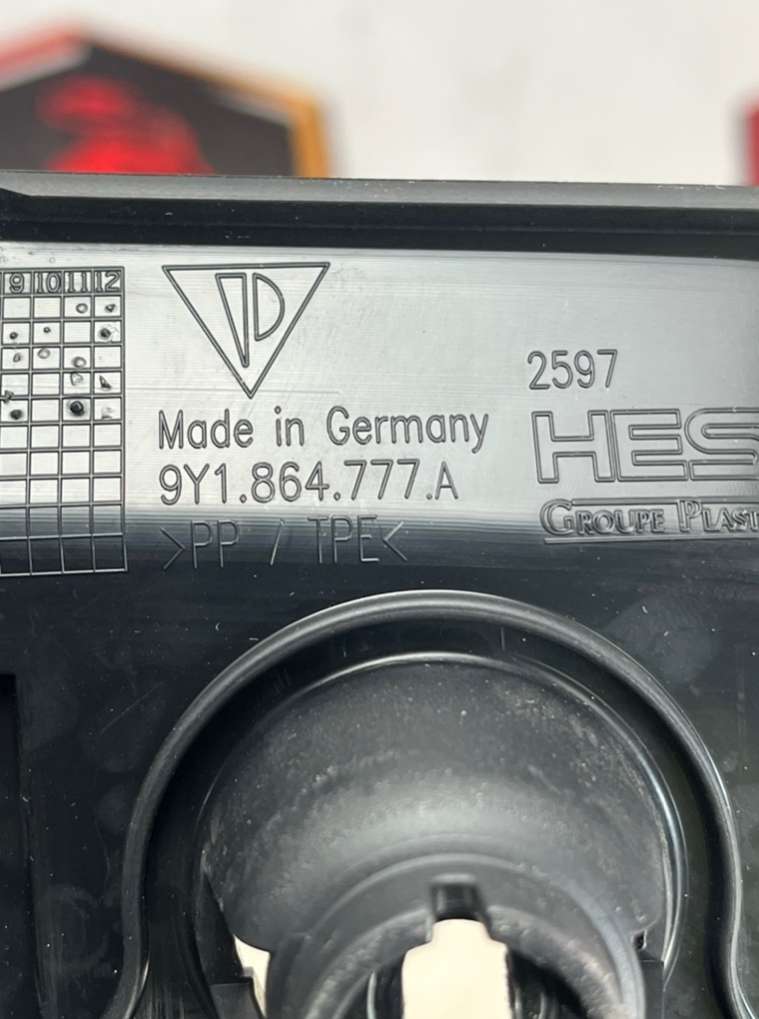 9 10 11 12
Made in Germany
9Y1.864.777.A
>PP / TPE<
2597
HES
GROUPE PLAST